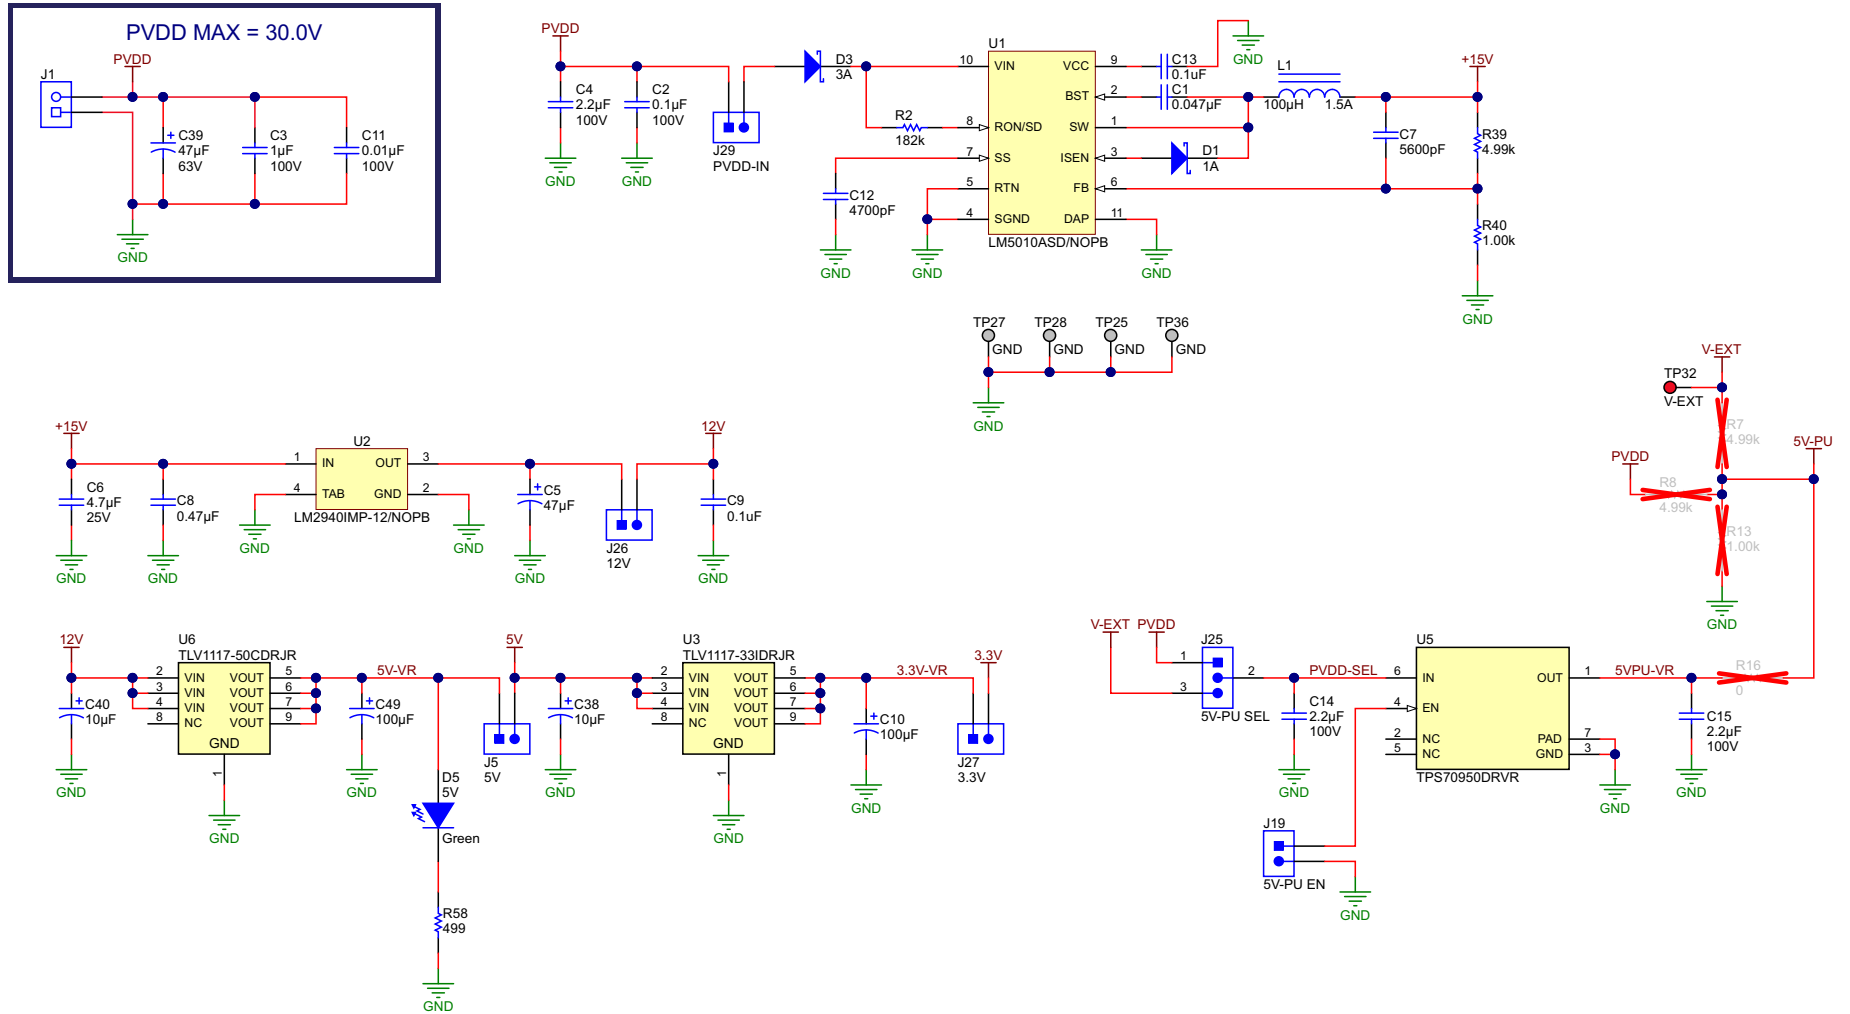 PVDD MAX = 30.0V
PVDD
J1
C39
47µF
63V
C3
1µF
100V
C11
0.01µF
100V
GND
PVDD
C4
2.2µF
100V
C2
0.1µF
100V
GND
GND
J29
PVDD-IN
D3
3A
R2
182k
C12
4700pF
GND
GND
U1
10 VIN VCC 9
BST 2
8 RON/SD SW 1
7 SS ISEN 3
5 RTN FB 6
4 SGND DAP 11
LM5010ASD/NOPB
GND
C13
0.1uF
GND
C1
0.047µF
L1
100µH 1.5A
D1
1A
+15V
C7
5600pF
R39
4.99k
R40
1.00k
GND
TP27
GND
TP28
GND
TP25
GND
TP36
GND
GND
+15V
C6
4.7µF
25V
C8
0.47µF
GND
GND
U2
1 IN OUT 3
4 TAB GND 2
LM2940IMP-12/NOPB
GND
GND
C5
47µF
GND
J26
12V
12V
C9
0.1uF
GND
V-EXT
TP32
V-EXT
R7
4.99k
5V-PU
PVDD
R8
4.99k
R13
1.00k
GND
12V
C40
10µF
GND
U6
TLV1117-50CDRJR
2 VIN VOUT 5
3 VIN VOUT 6
4 VIN VOUT 7
8 NC VOUT 9
GND
1
GND
5V-VR
C49
100µF
GND
D5
5V
Green
R58
499
GND
5V
J5
5V
C38
10µF
GND
U3
TLV1117-33IDRJR
2 VIN VOUT 5
3 VIN VOUT 6
4 VIN VOUT 7
8 NC VOUT 9
GND
1
GND
3.3V-VR
C10
100µF
GND
3.3V
J27
3.3V
V-EXT PVDD
J25
1
2
3
5V-PU SEL
PVDD-SEL
C14
2.2µF
100V
GND
U5
6 IN OUT 1
4 EN
2 NC PAD 7
5 NC GND 3
TPS70950DRVR
GND
5VPU-VR
R16
0
C15
2.2µF
100V
GND
J19
5V-PU EN
GND